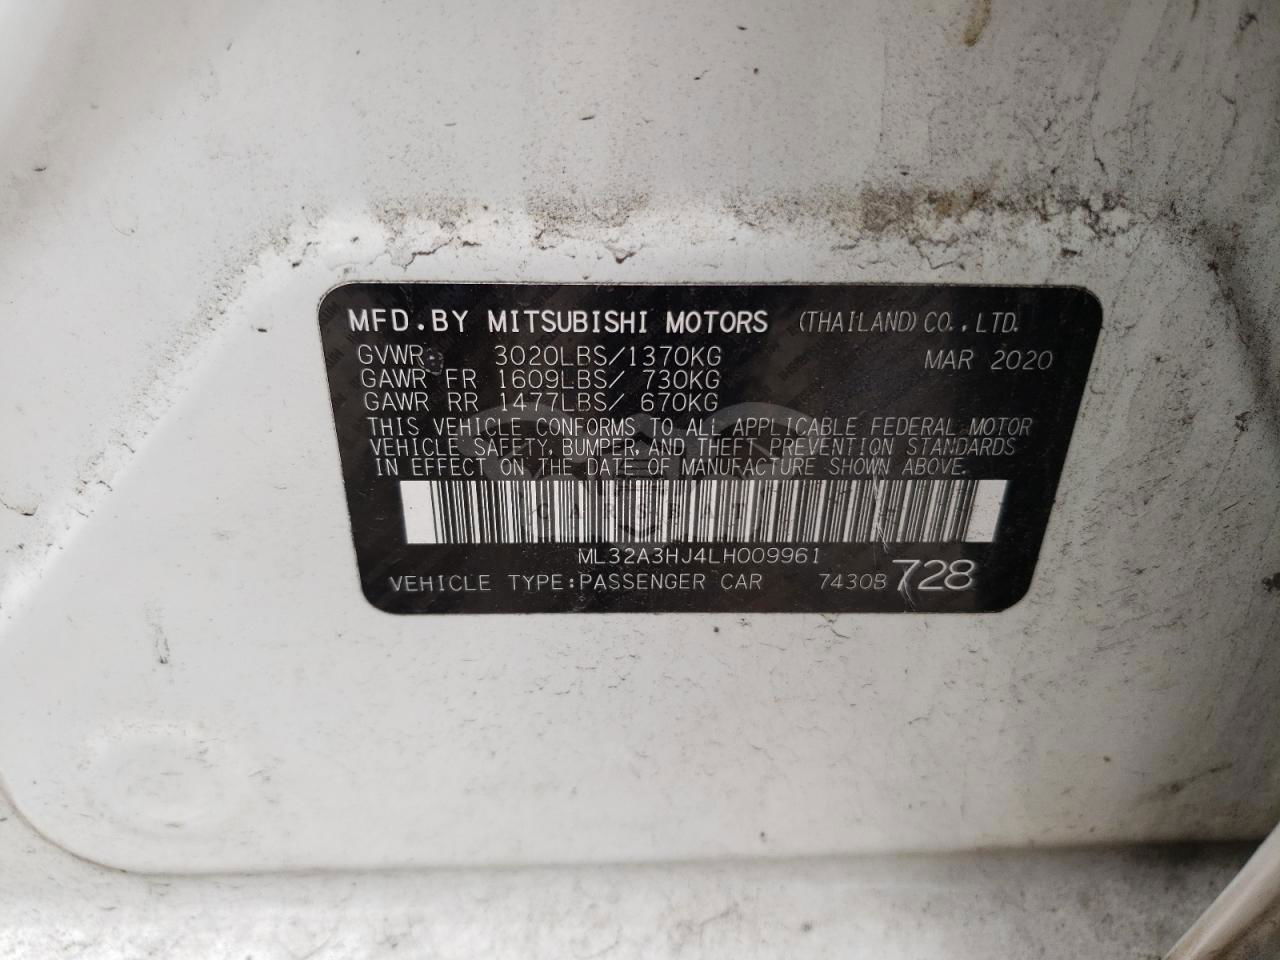 MFD.BY MITSUBISHI MOTORS (THAILAND) CO.,LTD.
GVWR: 3020LBS/1370KG MAR 2020
GAWR FR 1609LBS/ 730KG
GAWR RR 1477LBS/ 670KG
THIS VEHICLE CONFORMS TO ALL APPLICABLE FEDERAL MOTOR
VEHICLE SAFETY, BUMPER, AND THEFT PREVENTION STANDARDS
IN EFFECT ON THE DATE OF MANUFACTURE SHOWN ABOVE.
ML32A3HJ4LH009961
VEHICLE TYPE:PASSENGER CAR 7430B 728